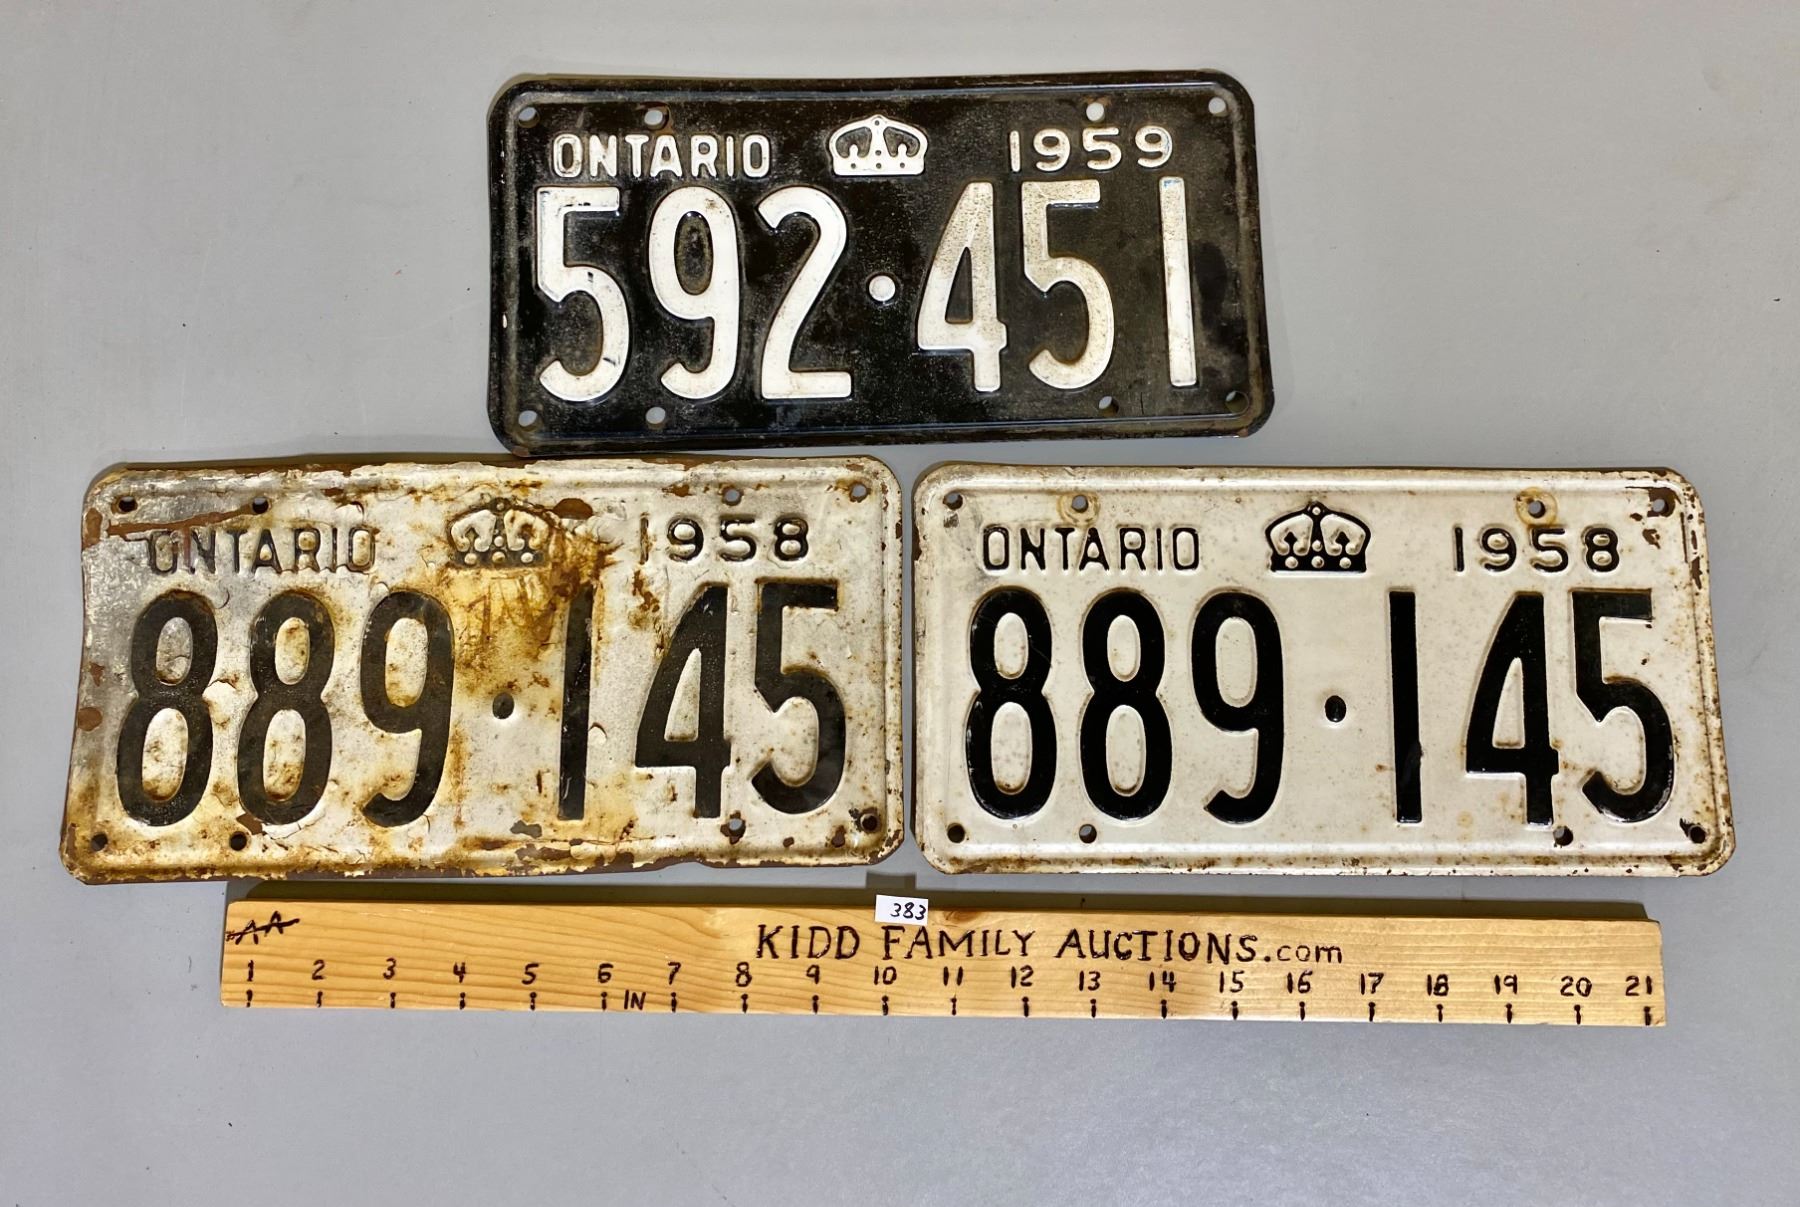 ONTARIO 1959
592·451
ONTARIO 1958
889·145
ONTARIO 1958
889·145
383
AA
KIDD FAMILY AUCTIONS.com
1 2 3 4 5 6 7 8 9 10 11 12 13 14 15 16 17 18 19 20 21
IN